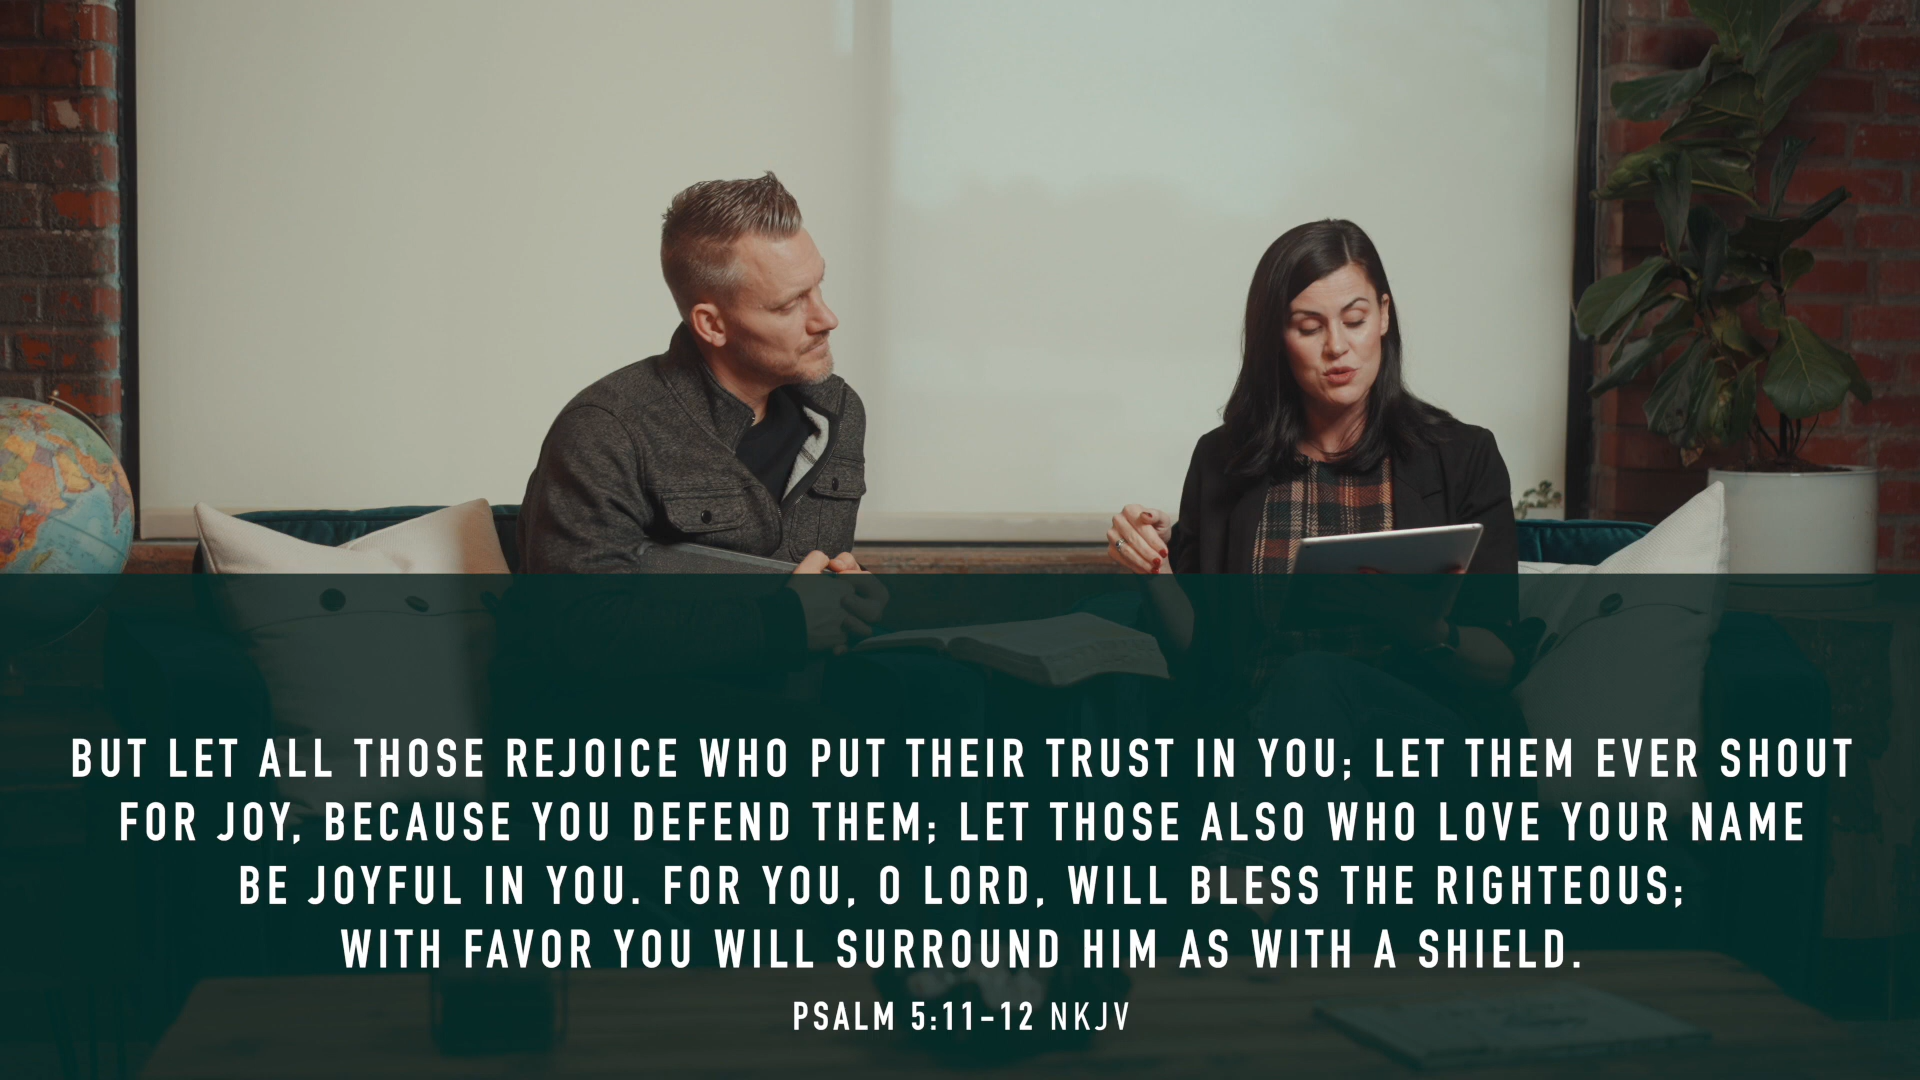 BUT LET ALL THOSE REJOICE WHO PUT THEIR TRUST IN YOU; LET THEM EVER SHOUT
FOR JOY, BECAUSE YOU DEFEND THEM; LET THOSE ALSO WHO LOVE YOUR NAME
BE JOYFUL IN YOU. FOR YOU, O LORD, WILL BLESS THE RIGHTEOUS;
WITH FAVOR YOU WILL SURROUND HIM AS WITH A SHIELD.
PSALM 5:11-12 NKJV